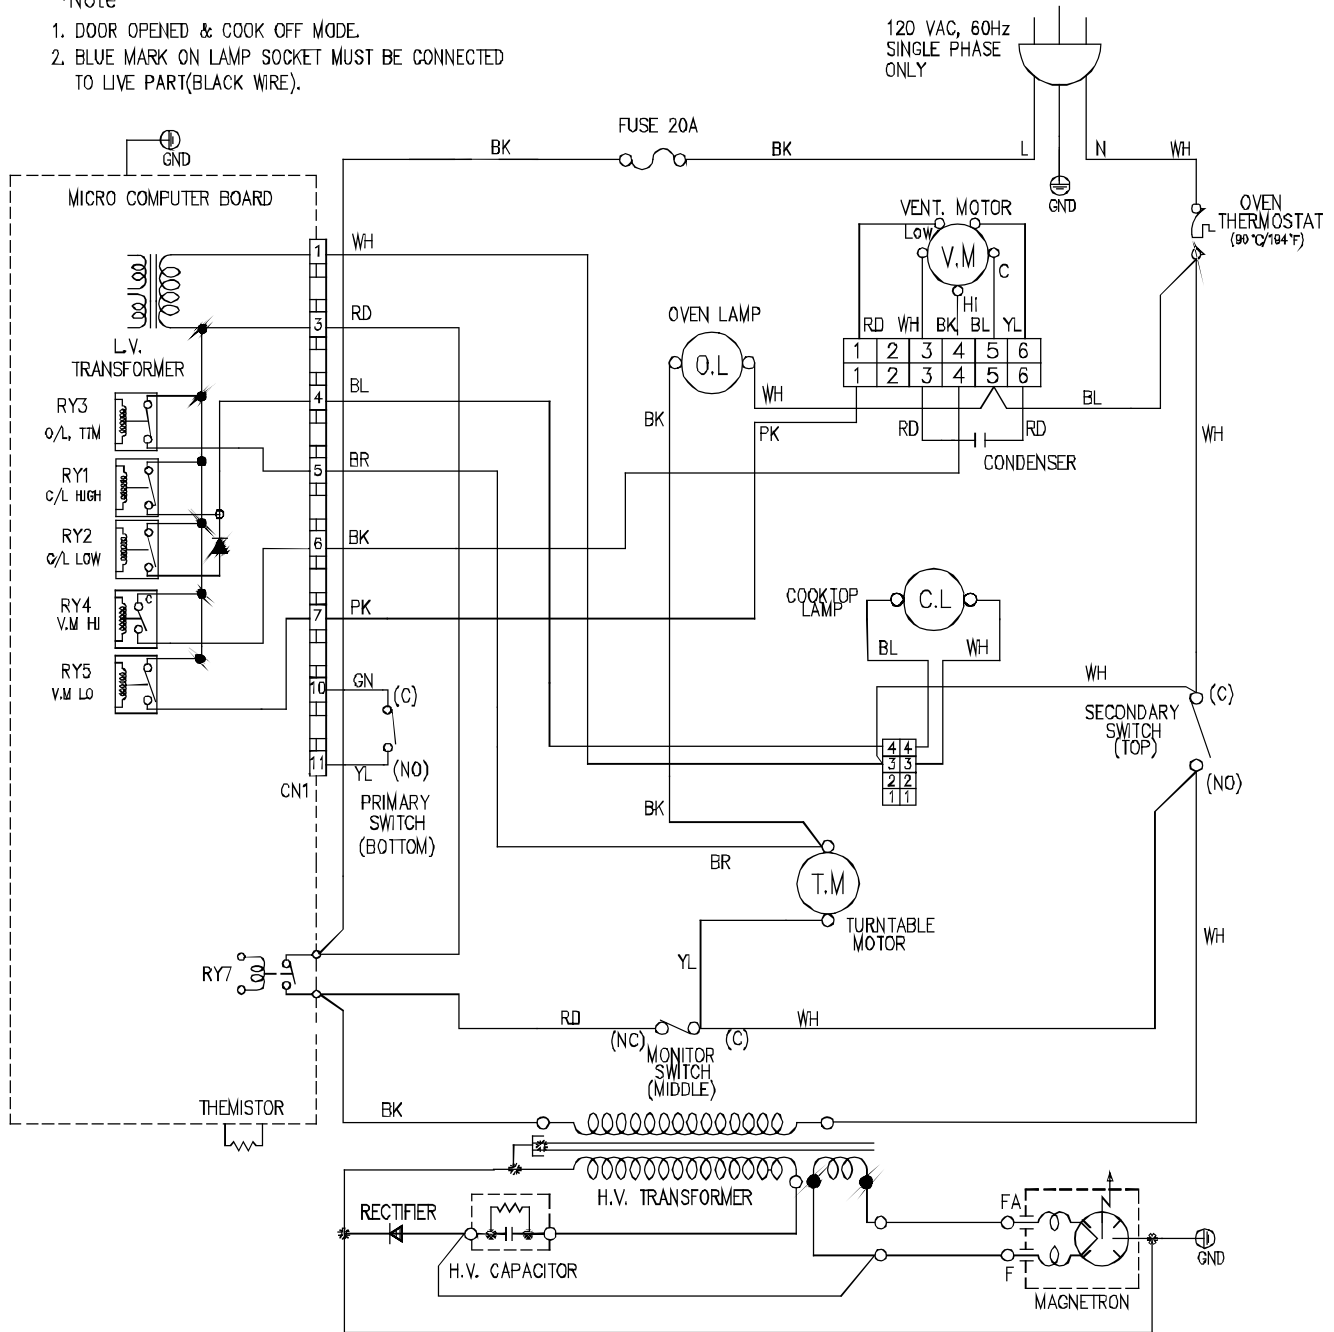 *Note
1. DOOR OPENED & COOK OFF MODE.
2. BLUE MARK ON LAMP SOCKET MUST BE CONNECTED
TO LIVE PART(BLACK WIRE).
120 VAC, 60Hz
SINGLE PHASE
ONLY
FUSE 20A
BK
BK
L
N
WH
GND
GND
MICRO COMPUTER BOARD
OVEN
THERMOSTAT
(90°C/194°F)
VENT. MOTOR
LOW
V.M
C
Hi
RD
WH
BK
BL
YL
1 2 3 4 5 6
1 2 3 4 5 6
RD
RD
CONDENSER
BL
WH
OVEN LAMP
O.L
BK
WH
PK
L.V.
TRANSFORMER
RY3
O/L, TTM
RY1
C/L HIGH
RY2
C/L LOW
RY4
V.M HI
C
RY5
V.M LO
1
WH
3
RD
4
BL
5
BR
6
BK
7
PK
10
GN
(C)
11
YL
(NO)
CN1
PRIMARY
SWITCH
(BOTTOM)
COOKTOP
LAMP
C.L
BL
WH
WH
4 4
3 3
2 2
1 1
(C)
SECONDARY
SWITCH
(TOP)
(NO)
BK
BR
T.M
TURNTABLE
MOTOR
YL
WH
RY7
RD
(NC)
(C)
WH
MONITOR
SWITCH
(MIDDLE)
THEMISTOR
BK
H.V. TRANSFORMER
RECTIFIER
H.V. CAPACITOR
FA
F
MAGNETRON
GND